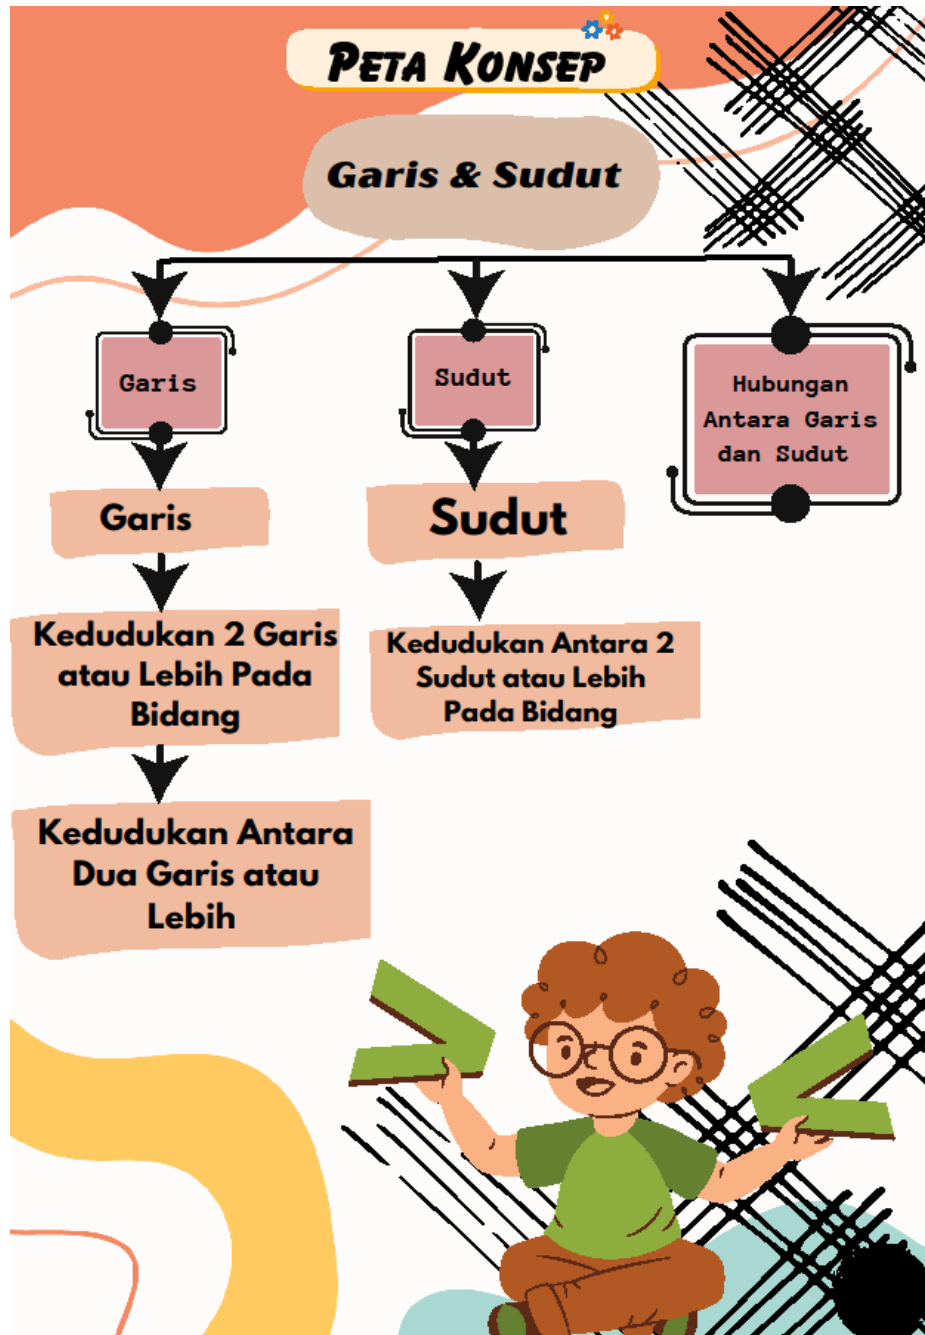 PETA KONSEP
Garis & Sudut
Garis
Sudut
Hubungan
Antara Garis
dan Sudut
Garis
Sudut
Kedudukan 2 Garis
atau Lebih Pada
Bidang
Kedudukan Antara 2
Sudut atau Lebih
Pada Bidang
Kedudukan Antara
Dua Garis atau
Lebih